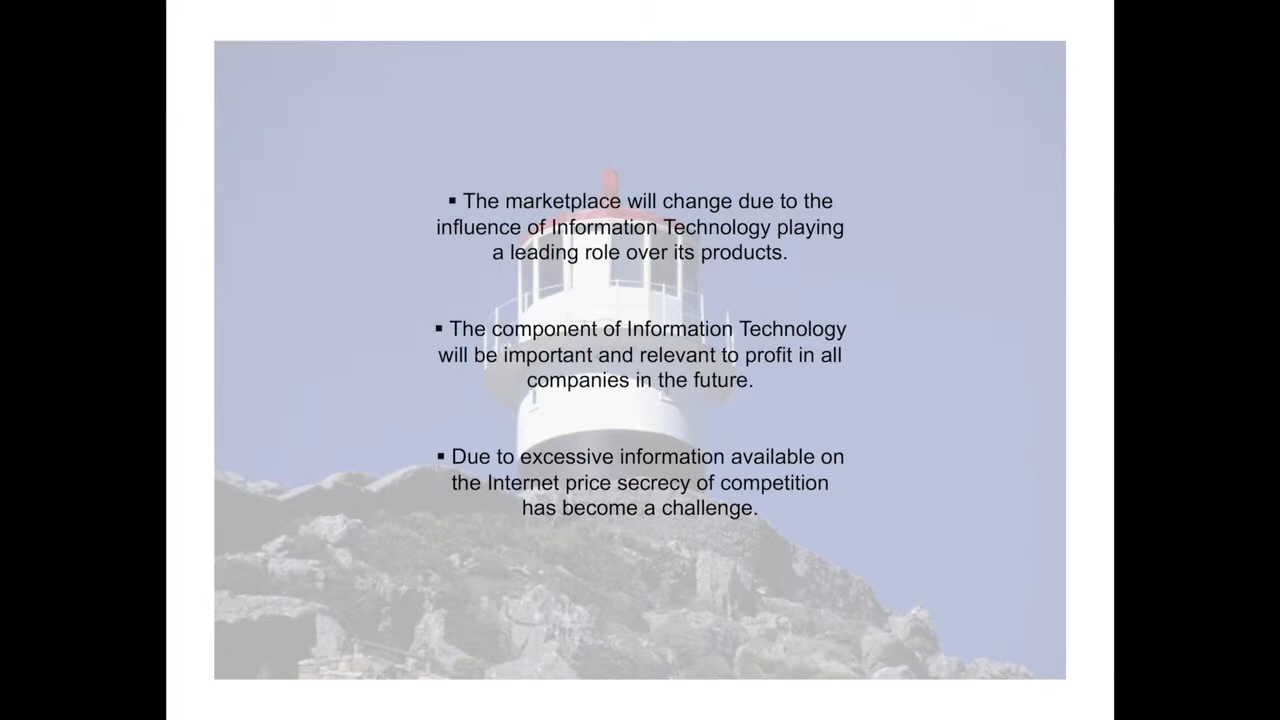 ▪ The marketplace will change due to the
influence of Information Technology playing
a leading role over its products.
▪ The component of Information Technology
will be important and relevant to profit in all
companies in the future.
▪ Due to excessive information available on
the Internet price secrecy of competition
has become a challenge.